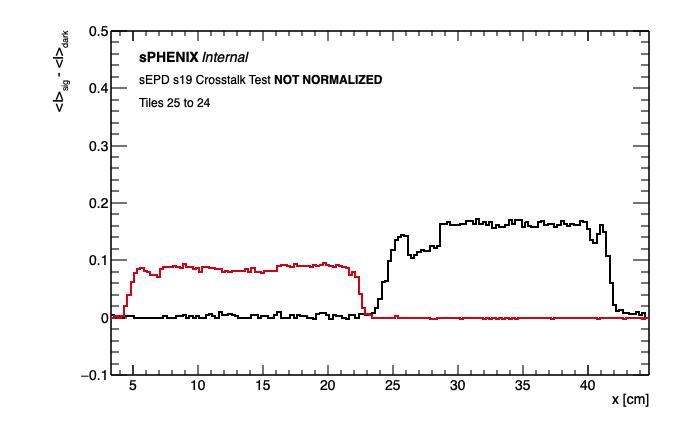 0.5
0.4
0.3
0.2
0.1
0
−0.1
<I>sig - <I>dark
sPHENIX Internal
sEPD s19 Crosstalk Test NOT NORMALIZED
Tiles 25 to 24
5 10 15 20 25 30 35 40
x [cm]